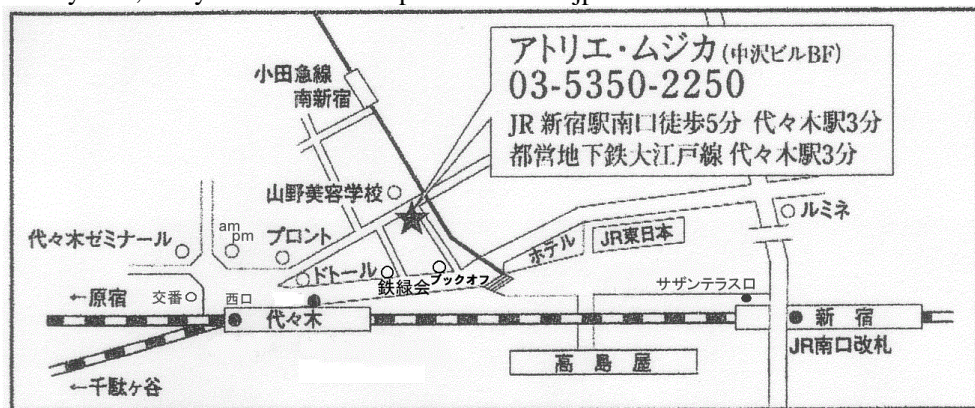 アトリエ・ムジカ(中沢ビルBF)
03-5350-2250
JR 新宿駅南口徒歩5分 代々木駅3分
都営地下鉄大江戸線 代々木駅3分
小田急線
南新宿
山野美容学校
ルミネ
代々木ゼミナール
am
pm
プロント
ホテル
JR東日本
ドトール
鉄緑会
ブックオフ
サザンテラス口
←原宿
交番
西口
代々木
新宿
JR南口改札
高島屋
←千駄ヶ谷